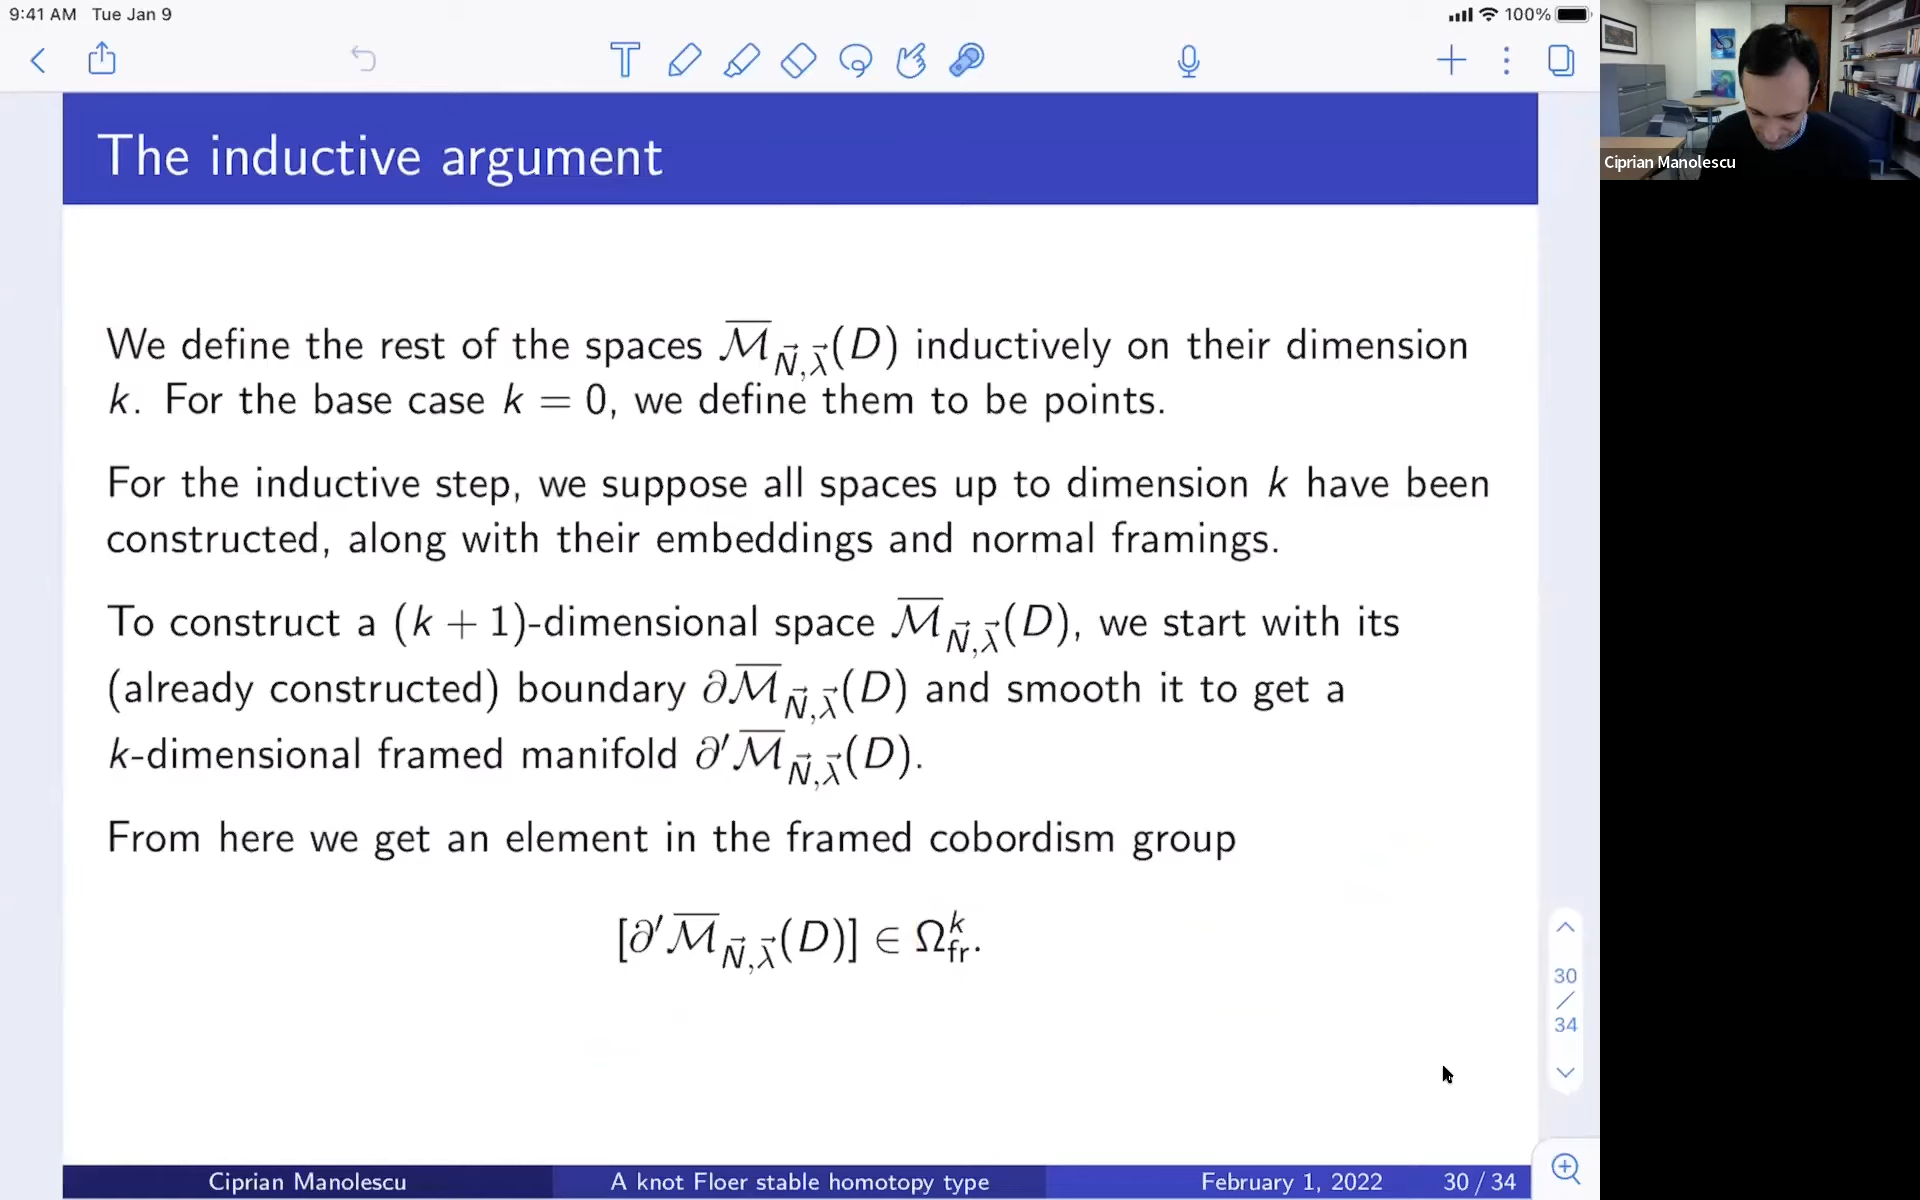 9:41 AM Tue Jan 9
100%
Ciprian Manolescu
The inductive argument
We define the rest of the spaces $\overline{\mathcal{M}}_{\vec{N},\vec{\lambda}}(D)$ inductively on their dimension
k. For the base case k = 0, we define them to be points.
For the inductive step, we suppose all spaces up to dimension k have been
constructed, along with their embeddings and normal framings.
To construct a (k + 1)-dimensional space $\overline{\mathcal{M}}_{\vec{N},\vec{\lambda}}(D)$, we start with its
(already constructed) boundary $\partial\overline{\mathcal{M}}_{\vec{N},\vec{\lambda}}(D)$ and smooth it to get a
k-dimensional framed manifold $\partial'\overline{\mathcal{M}}_{\vec{N},\vec{\lambda}}(D)$.
From here we get an element in the framed cobordism group
$[\partial'\overline{\mathcal{M}}_{\vec{N},\vec{\lambda}}(D)] \in \Omega^{k}_{\text{fr}}.$
30
/
34
Ciprian Manolescu A knot Floer stable homotopy type February 1, 2022 30 / 34